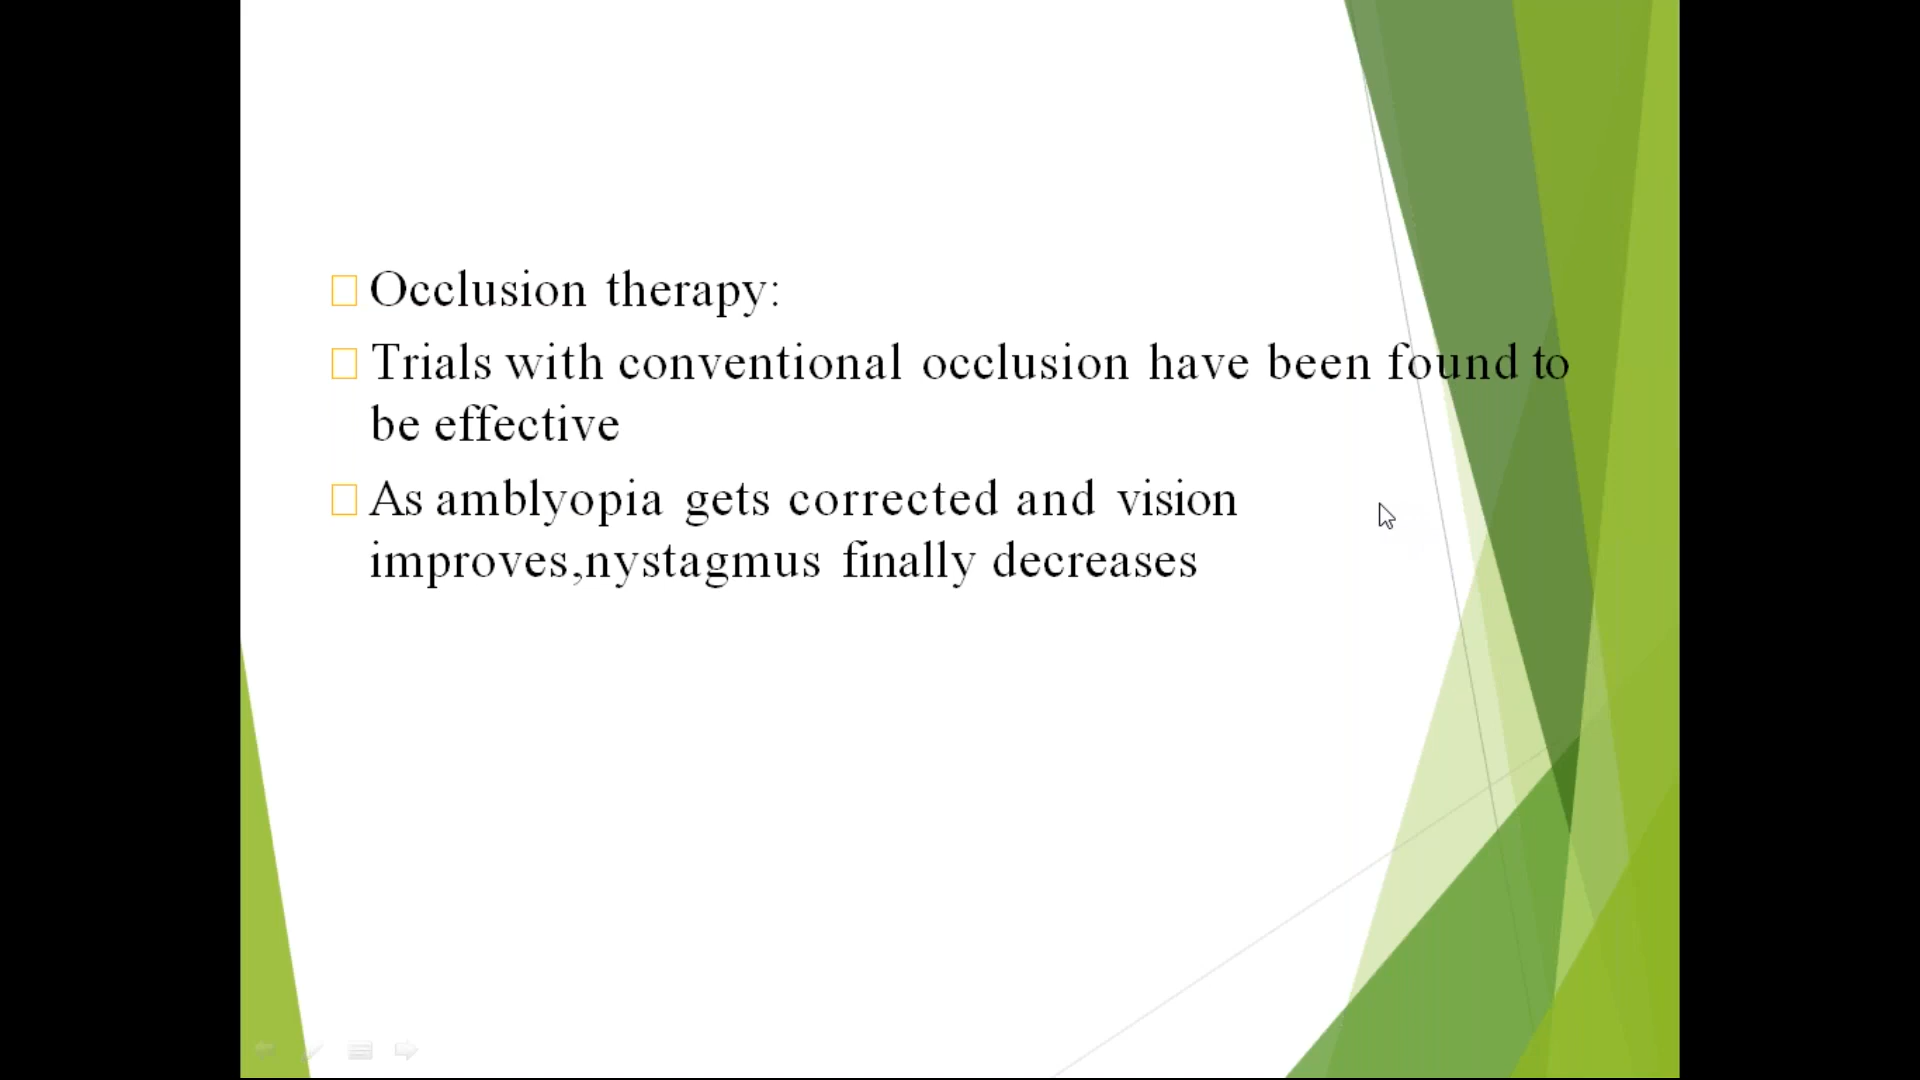 Occlusion therapy:
Trials with conventional occlusion have been found to
be effective
As amblyopia gets corrected and vision
improves,nystagmus finally decreases